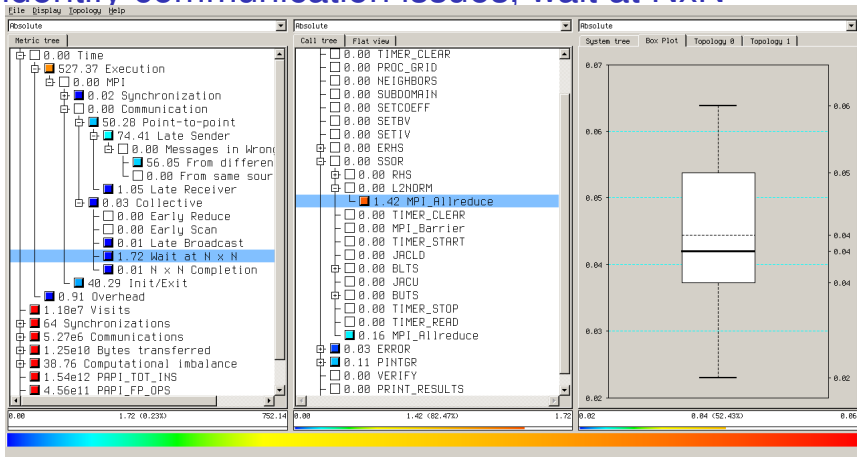 identify communication issues, wait at NxN
File Display Topology Help
Absolute
Absolute
Absolute
Metric tree
Call tree
Flat view
System tree
Box Plot
Topology 0
Topology 1
0.00 Time
527.37 Execution
0.00 MPI
0.02 Synchronization
0.00 Communication
50.28 Point-to-point
74.41 Late Sender
0.00 Messages in Wrong
56.05 From differen
0.00 From same sour
1.05 Late Receiver
0.03 Collective
0.00 Early Reduce
0.00 Early Scan
0.01 Late Broadcast
1.72 Wait at N x N
0.01 N x N Completion
40.29 Init/Exit
0.91 Overhead
1.18e7 Visits
64 Synchronizations
5.27e6 Communications
1.25e10 Bytes transferred
38.76 Computational imbalance
1.54e12 PAPI_TOT_INS
4.56e11 PAPI_FP_OPS
0.00 TIMER_CLEAR
0.00 PROC_GRID
0.00 NEIGHBORS
0.00 SUBDOMAIN
0.00 SETCOEFF
0.00 SETBV
0.00 SETIV
0.00 ERHS
0.00 SSOR
0.00 RHS
0.00 L2NORM
1.42 MPI_Allreduce
0.00 TIMER_CLEAR
0.00 MPI_Barrier
0.00 TIMER_START
0.00 JACLD
0.00 BLTS
0.00 JACU
0.00 BUTS
0.00 TIMER_STOP
0.00 TIMER_READ
0.16 MPI_Allreduce
0.03 ERROR
0.11 PINTGR
0.00 VERIFY
0.00 PRINT_RESULTS
0.07
0.06
0.05
0.04
0.03
0.02
0.06
0.05
0.04
0.04
0.04
0.02
0.00 1.72 (0.23%) 752.14
0.00 1.42 (82.47%) 1.72
0.02 0.04 (52.43%) 0.06